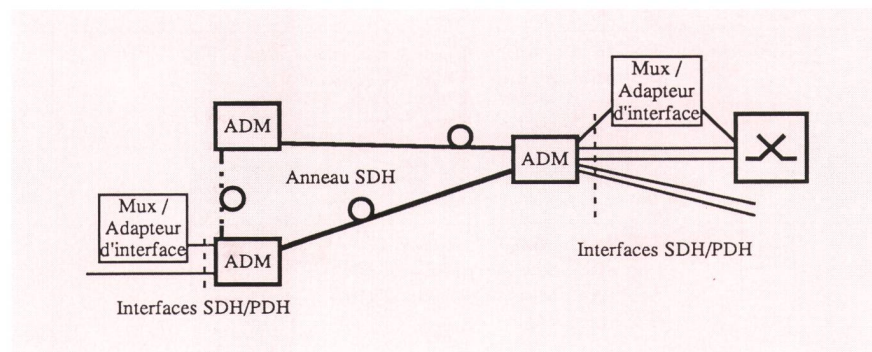 Mux /
Adapteur
d'interface
ADM
ADM
Anneau SDH
Mux /
Adapteur
d'interface
ADM
Interfaces SDH/PDH
Interfaces SDH/PDH